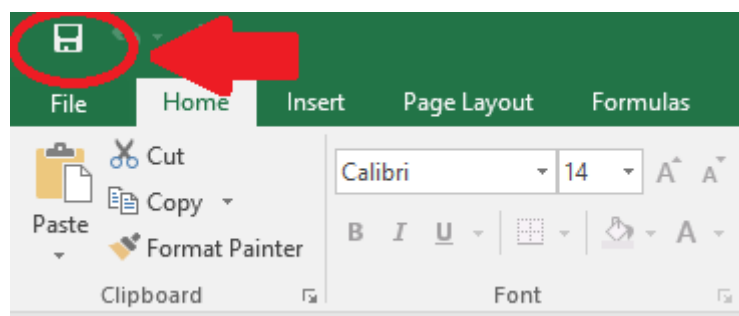 File Home Insert Page Layout Formulas
Cut
Calibri 14 A A
Copy
Paste
B I U A
Format Painter
Clipboard Font